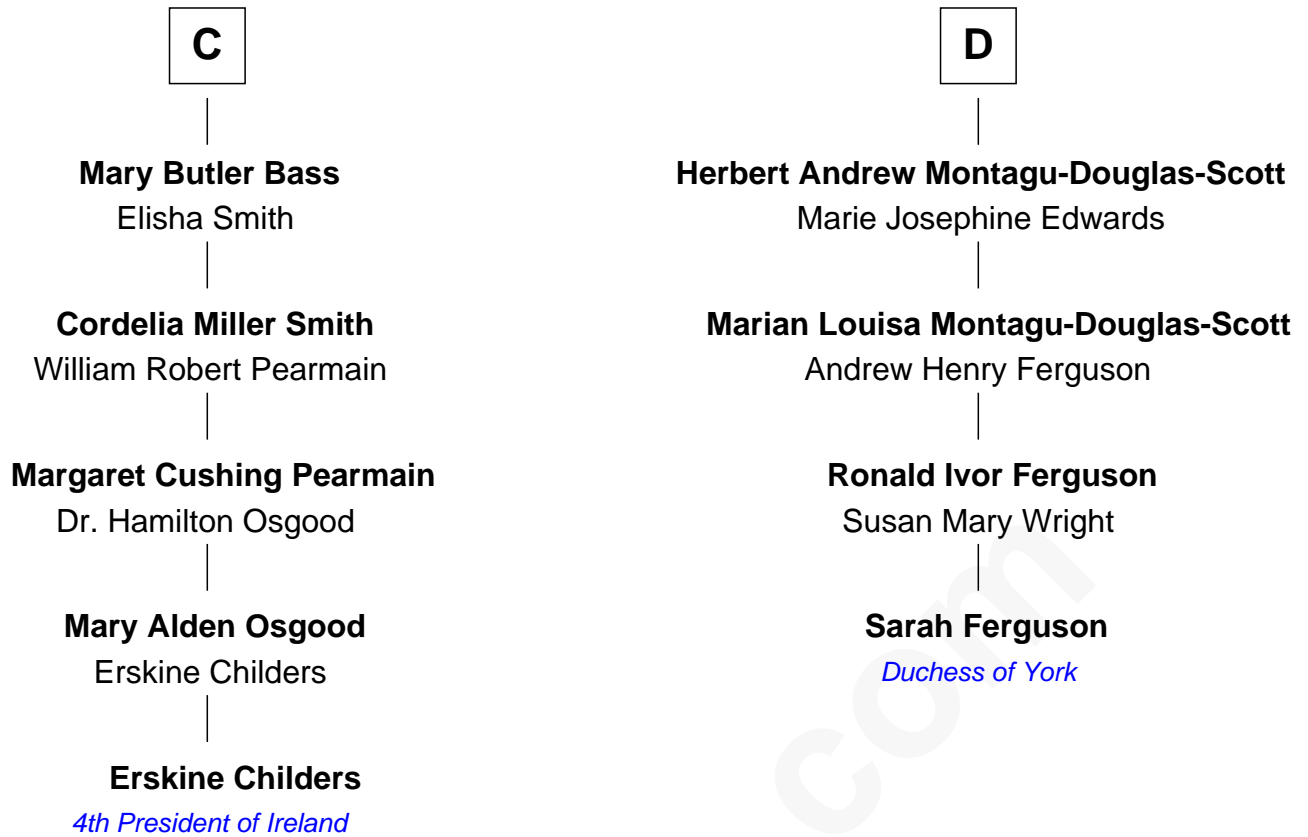 C
Mary Butler Bass
Elisha Smith
Cordelia Miller Smith
William Robert Pearmain
Margaret Cushing Pearmain
Dr. Hamilton Osgood
Mary Alden Osgood
Erskine Childers
Erskine Childers
4th President of Ireland
D
Herbert Andrew Montagu-Douglas-Scott
Marie Josephine Edwards
Marian Louisa Montagu-Douglas-Scott
Andrew Henry Ferguson
Ronald Ivor Ferguson
Susan Mary Wright
Sarah Ferguson
Duchess of York
com